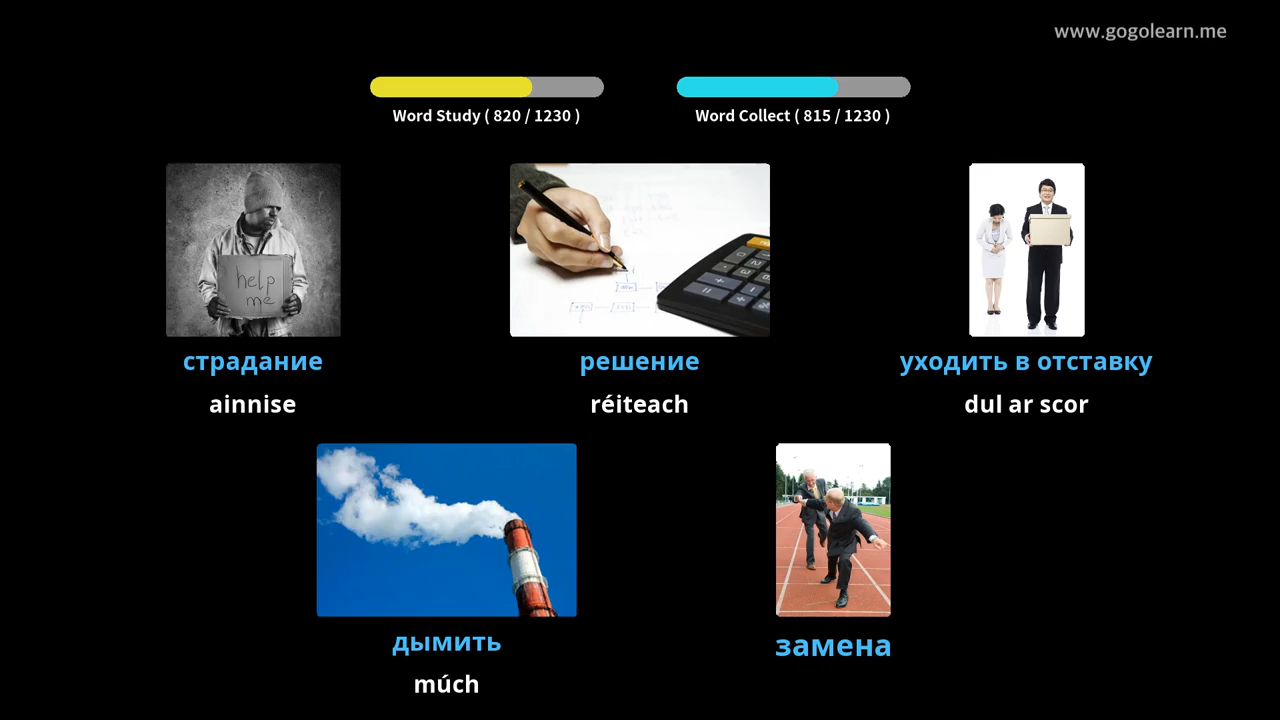 www.gogolearn.me
Word Study ( 820 / 1230 )
Word Collect ( 815 / 1230 )
help
me
страдание
решение
уходить в отставку
ainnise
réiteach
dul ar scor
дымить
замена
múch